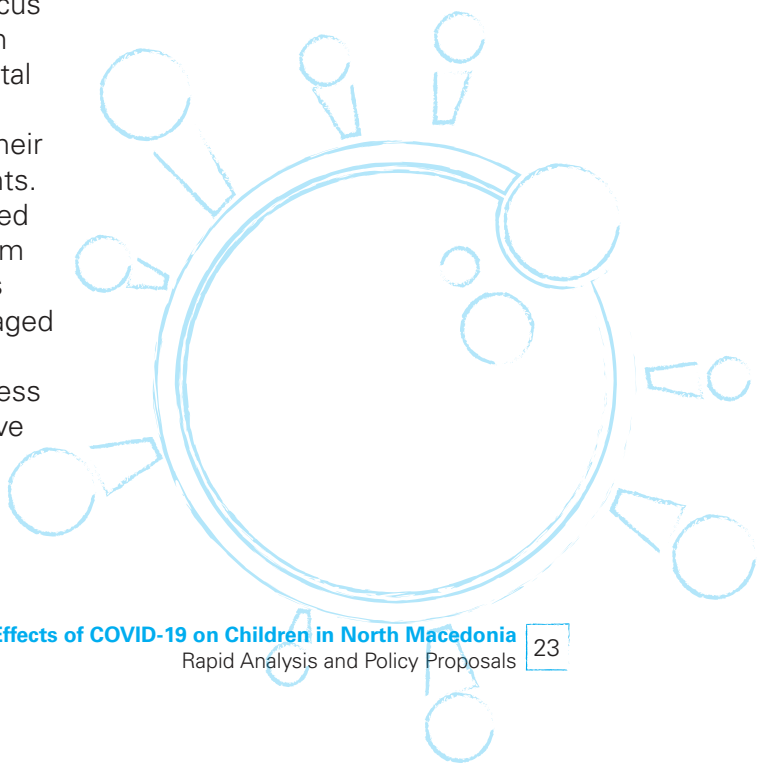 cus
n
tal
heir
nts.
ed
m
s
aged
ess
ve
Effects of COVID-19 on Children in North Macedonia
Rapid Analysis and Policy Proposals
23